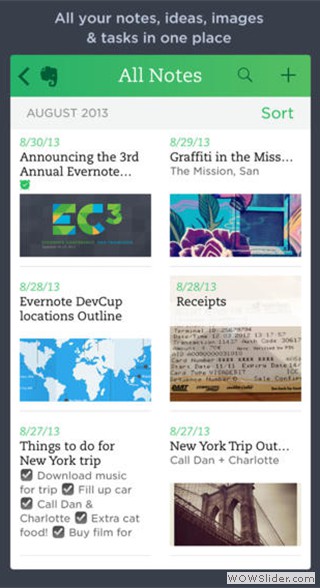 All your notes, ideas, images
& tasks in one place
All Notes
AUGUST 2013
Sort
8/30/13
Announcing the 3rd
Annual Evernote...
EC3
8/29/13
Graffiti in the Miss...
The Mission, San
8/28/13
Evernote DevCup
locations Outline
8/28/13
Receipts
8/27/13
Things to do for
New York trip
Download music
for trip Fill up car
Call Dan &
Charlotte Extra cat
food! Buy film for
8/27/13
New York Trip Out...
Call Dan + Charlotte
WOWSlider.com